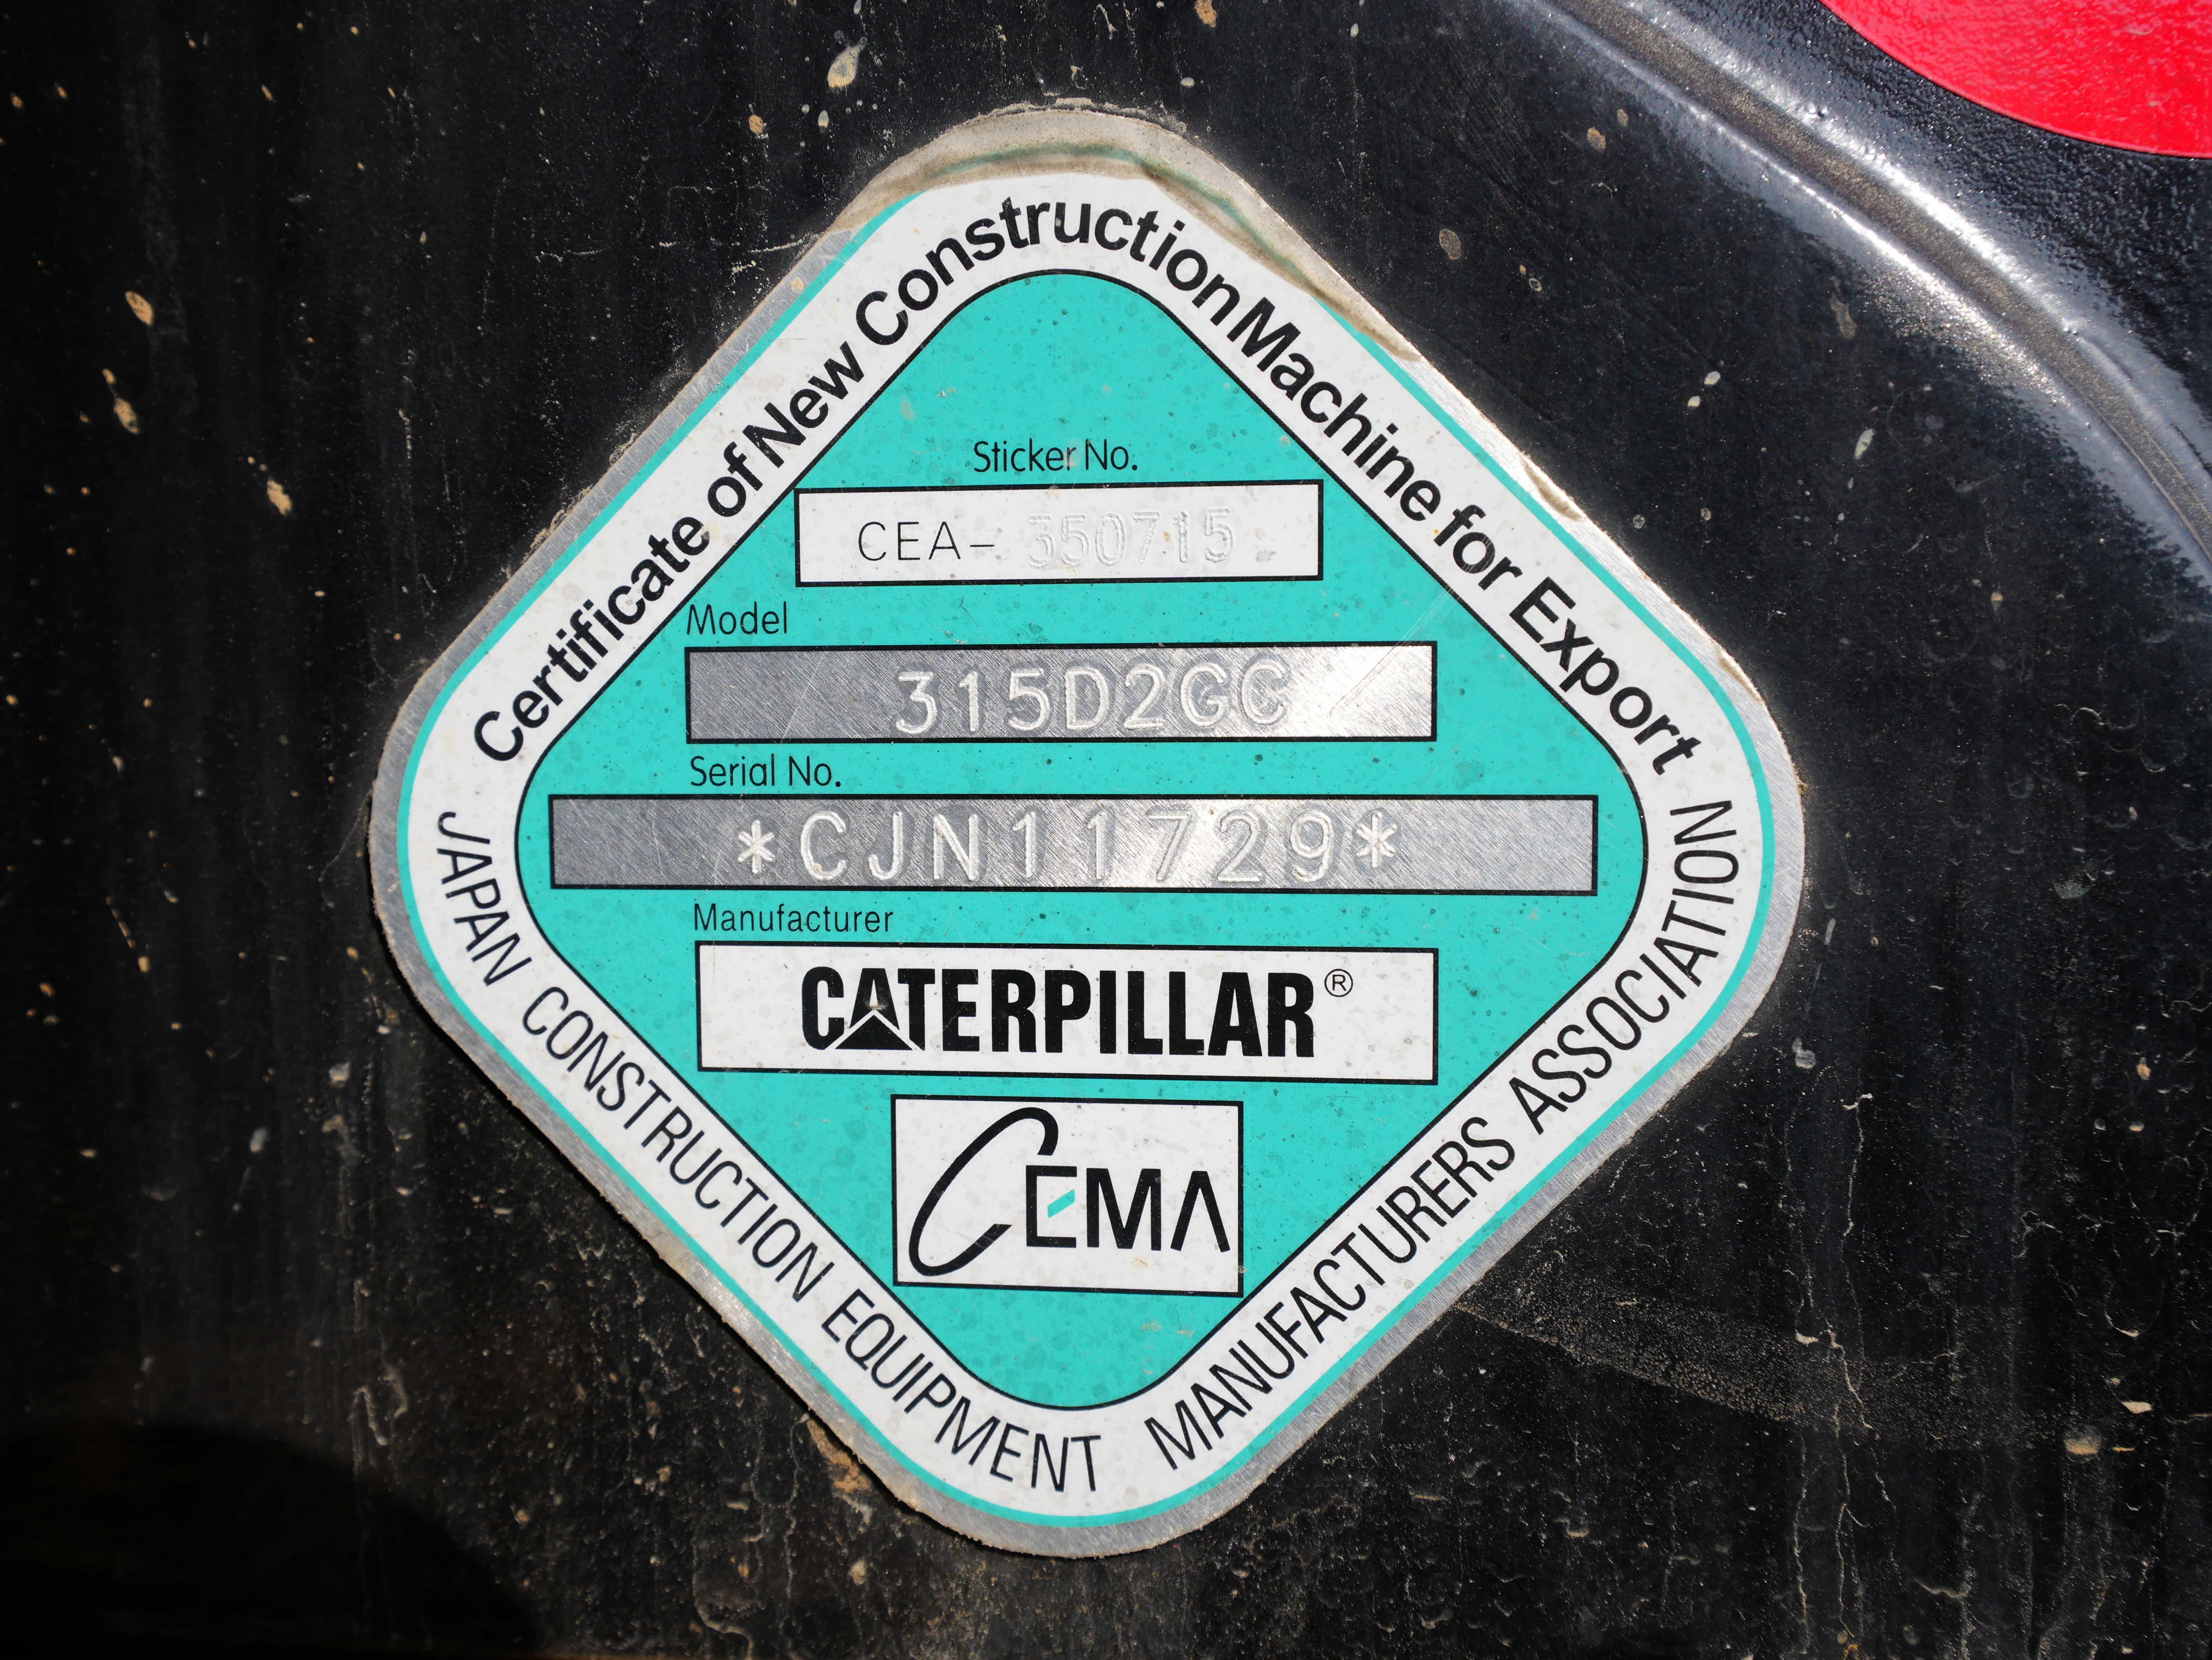 Certificate of New Construction Machine for Export
Sticker No.
CEA- 350715
Model
315D2GC
Serial No.
*CJN11729*
Manufacturer
CATERPILLAR®
CEMA
JAPAN CONSTRUCTION EQUIPMENT MANUFACTURERS ASSOCIATION